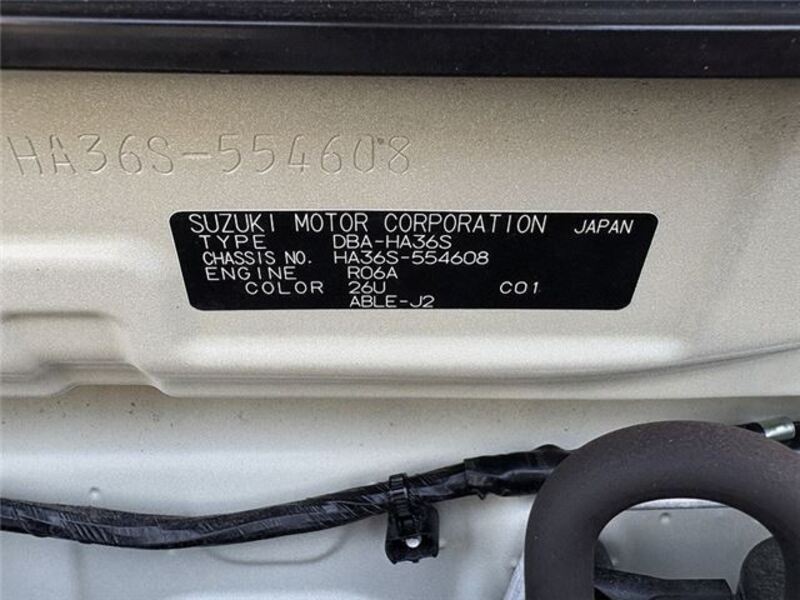 HA36S-554608
SUZUKI MOTOR CORPORATION JAPAN
TYPE DBA-HA36S
CHASSIS NO. HA36S-554608
ENGINE R06A
COLOR 26U C01
ABLE-J2